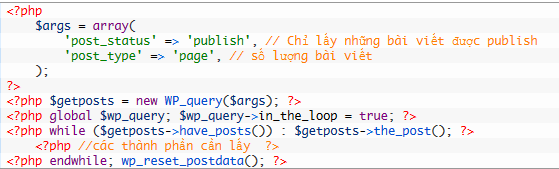 <?php
$args = array(
'post_status' => 'publish', // Chỉ lấy những bài viết được publish
'post_type' => 'page', // số lượng bài viết
);
?>
<?php $getposts = new WP_query($args); ?>
<?php global $wp_query; $wp_query->in_the_loop = true; ?>
<?php while ($getposts->have_posts()) : $getposts->the_post(); ?>
<?php //các thành phần cần lấy  ?>
<?php endwhile; wp_reset_postdata(); ?>